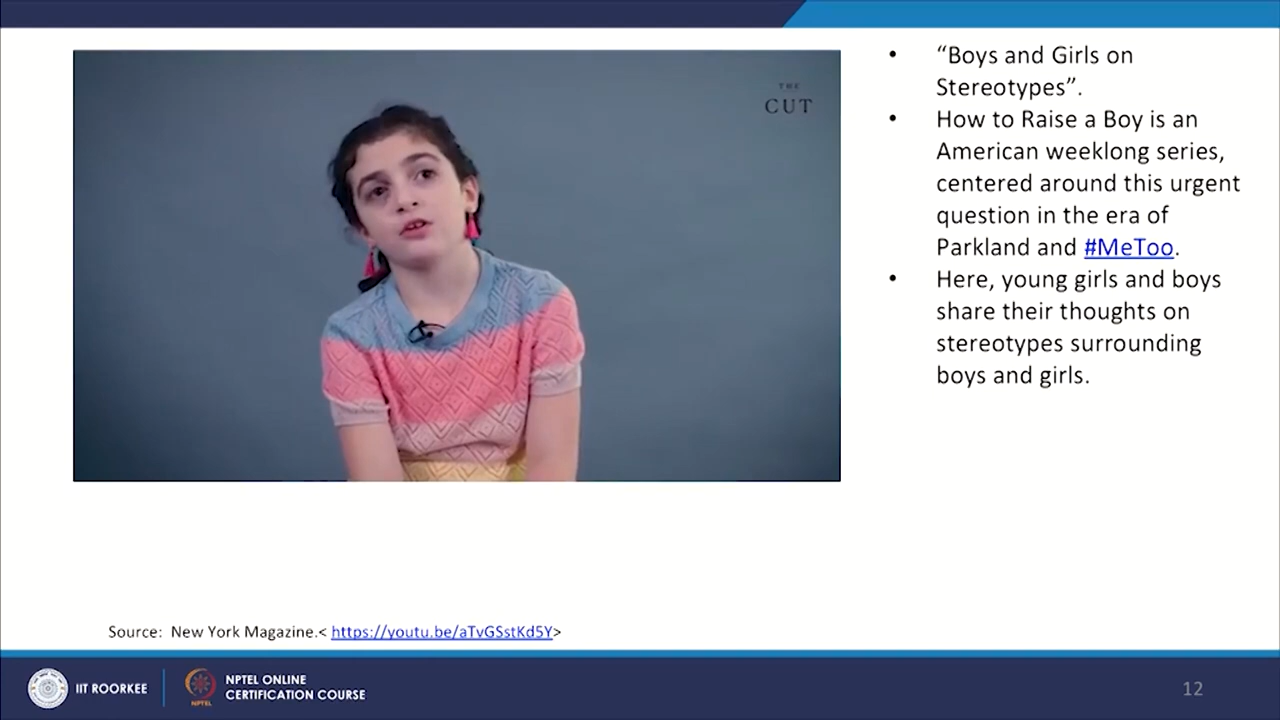 THE
CUT
• “Boys and Girls on
Stereotypes”.
• How to Raise a Boy is an
American weeklong series,
centered around this urgent
question in the era of
Parkland and #MeToo.
• Here, young girls and boys
share their thoughts on
stereotypes surrounding
boys and girls.
Source: New York Magazine.< https://youtu.be/aTvGSstKd5Y>
IIT ROORKEE
NPTEL
NPTEL ONLINE
CERTIFICATION COURSE
12